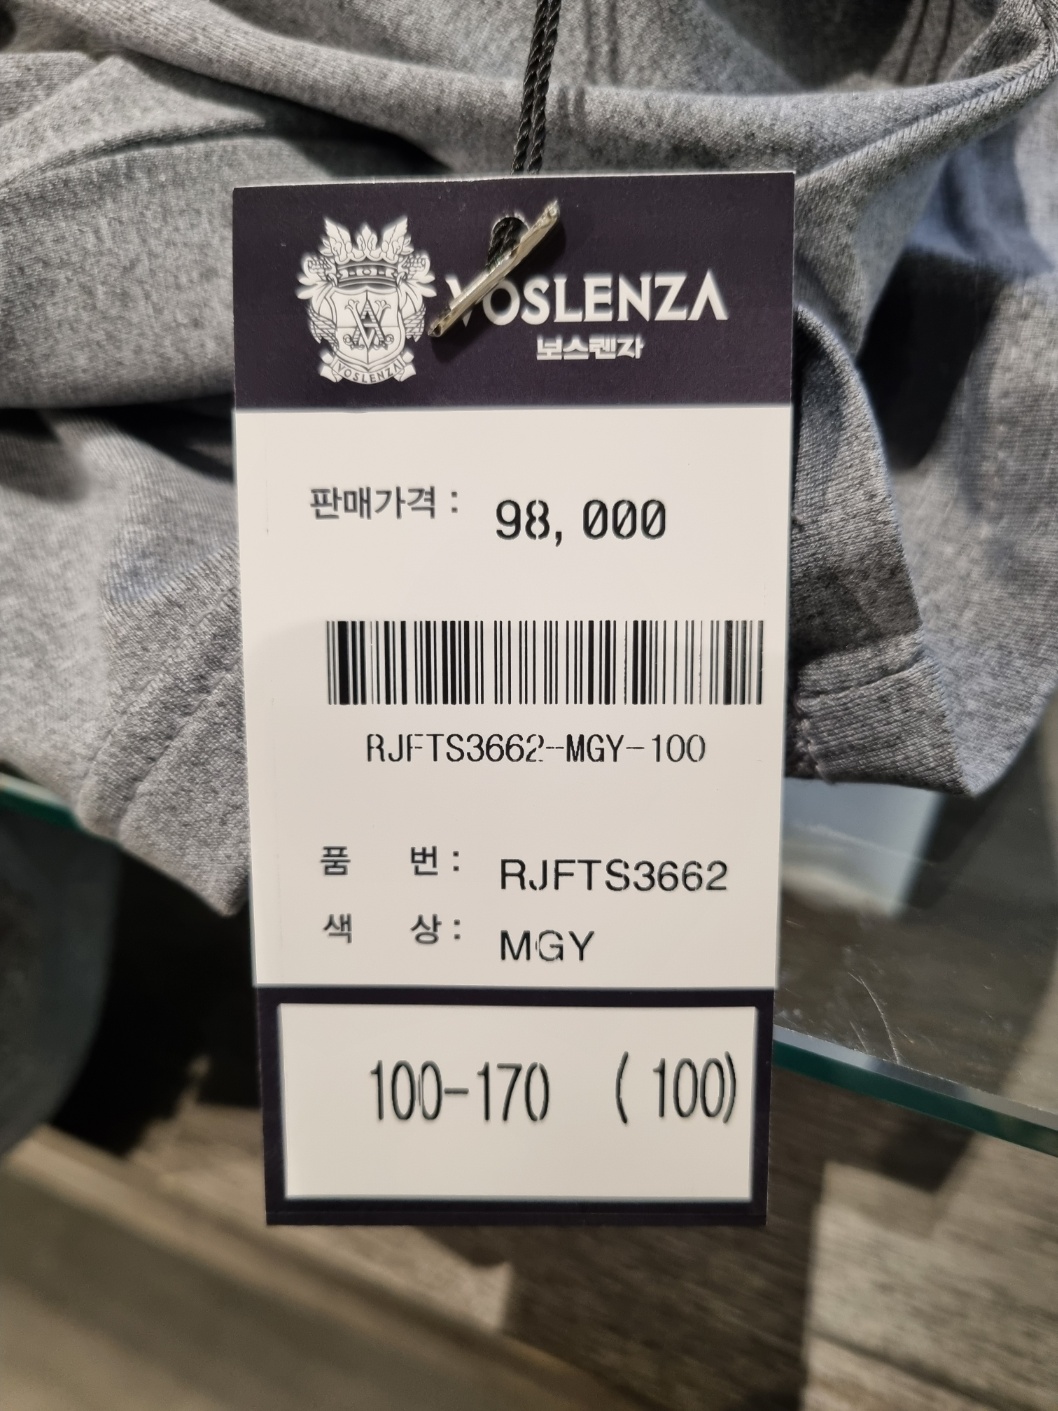 VOSLENZA
보스렌자
VOSLENZA
판매가격 : 98, 000
RJFTS3662-MGY-100
품 번 : RJFTS3662
색 상 : MGY
100-170 ( 100)